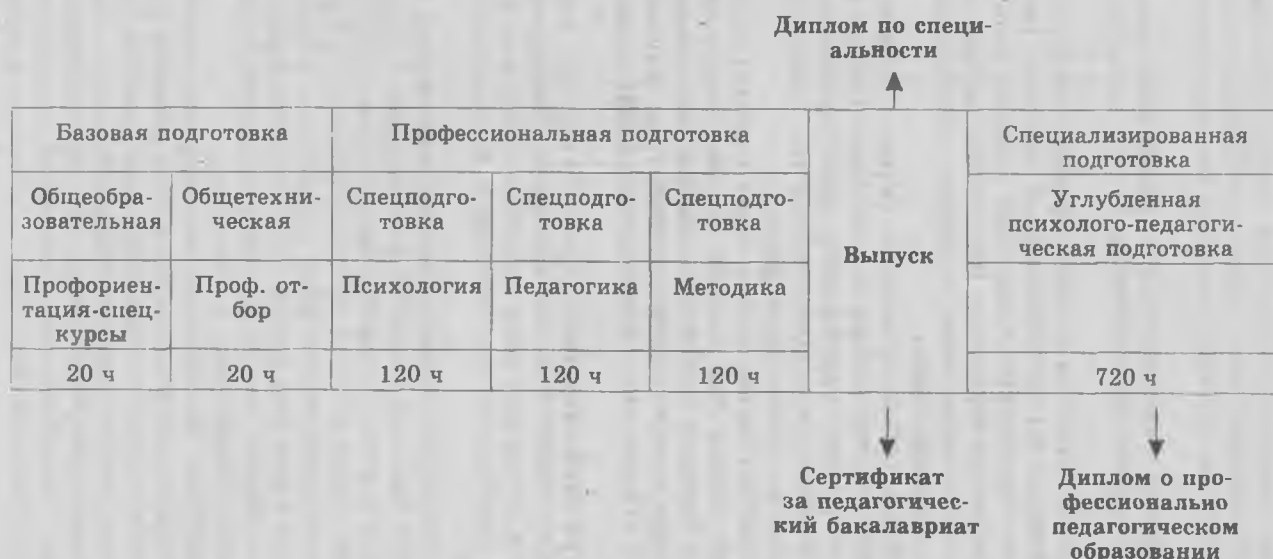 Диплом по специ-
альности
Базовая подготовка
Профессиональная подготовка
Выпуск
Специализированная
подготовка
Общеобра-
зовательная
Общетехни-
ческая
Спецподго-
товка
Спецподго-
товка
Спецподго-
товка
Углубленная
психолого-педагоги-
ческая подготовка
Профориен-
тация-спец-
курсы
Проф. от-
бор
Психология
Педагогика
Методика
20 ч
20 ч
120 ч
120 ч
120 ч
720 ч
Сертификат
за педагогичес-
кий бакалавриат
Диплом о про-
фессионально
педагогическом
образовании